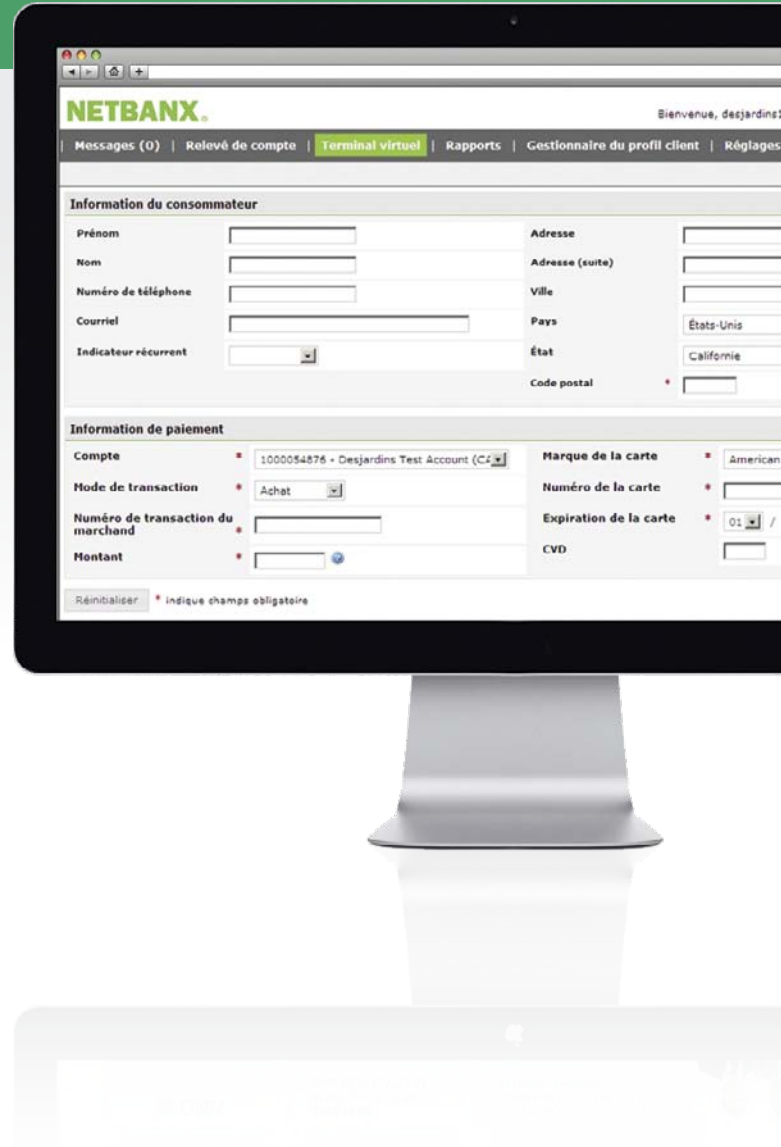 NETBANX.
Bienvenue, desjardins1
| Messages (0) | Relevé de compte | Terminal virtuel | Rapports | Gestionnaire du profil client | Réglages
Information du consommateur
Prénom
Adresse
Nom
Adresse (suite)
Numéro de téléphone
Ville
Courriel
Pays
États-Unis
Indicateur récurrent
État
Californie
Code postal *
Information de paiement
Compte * 1000054876 - Desjardins Test Account (CA
Marque de la carte * American
Mode de transaction * Achat
Numéro de la carte *
Numéro de transaction du
marchand *
Expiration de la carte * 01 /
Montant *
CVD
Réinitialiser * indique champs obligatoire